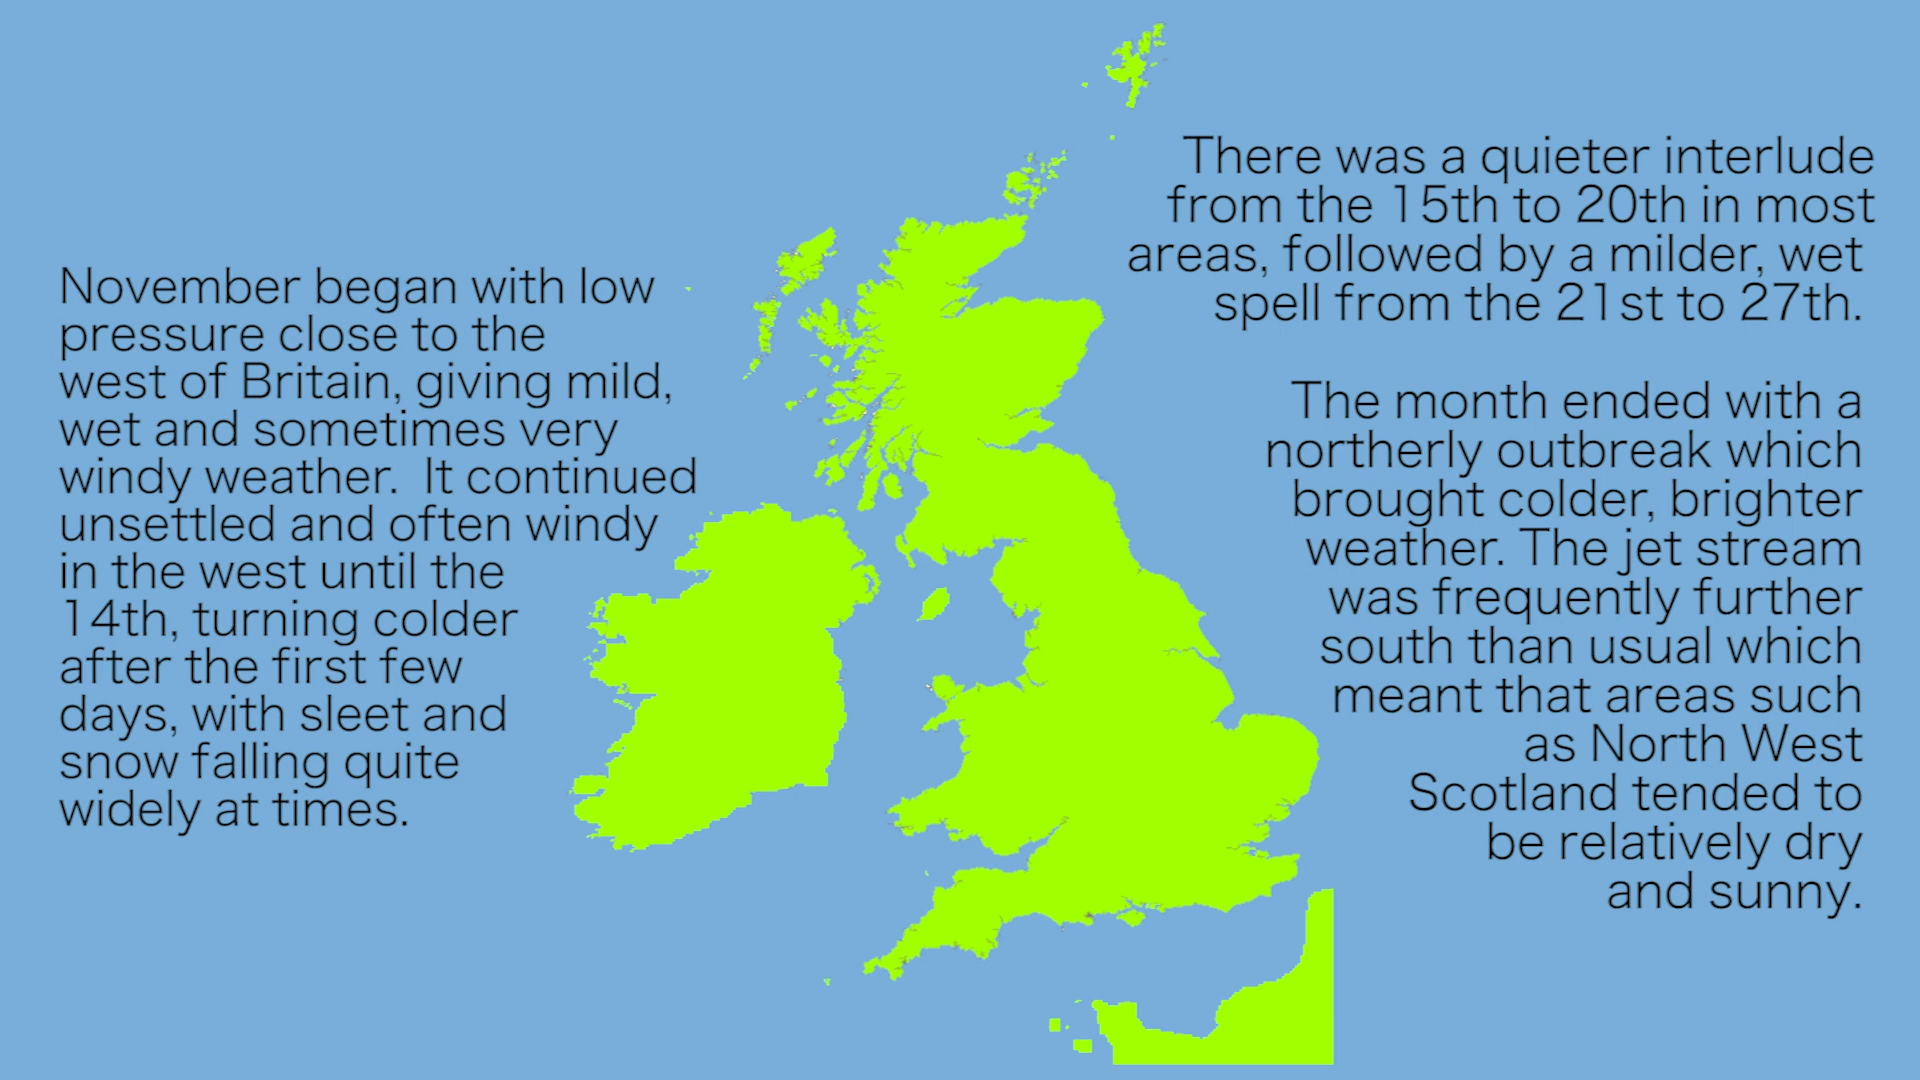 November began with low
pressure close to the
west of Britain, giving mild,
wet and sometimes very
windy weather.  It continued
unsettled and often windy
in the west until the
14th, turning colder
after the first few
days, with sleet and
snow falling quite
widely at times.
There was a quieter interlude
from the 15th to 20th in most
areas, followed by a milder, wet
spell from the 21st to 27th.
The month ended with a
northerly outbreak which
brought colder, brighter
weather. The jet stream
was frequently further
south than usual which
meant that areas such
as North West
Scotland tended to
be relatively dry
and sunny.